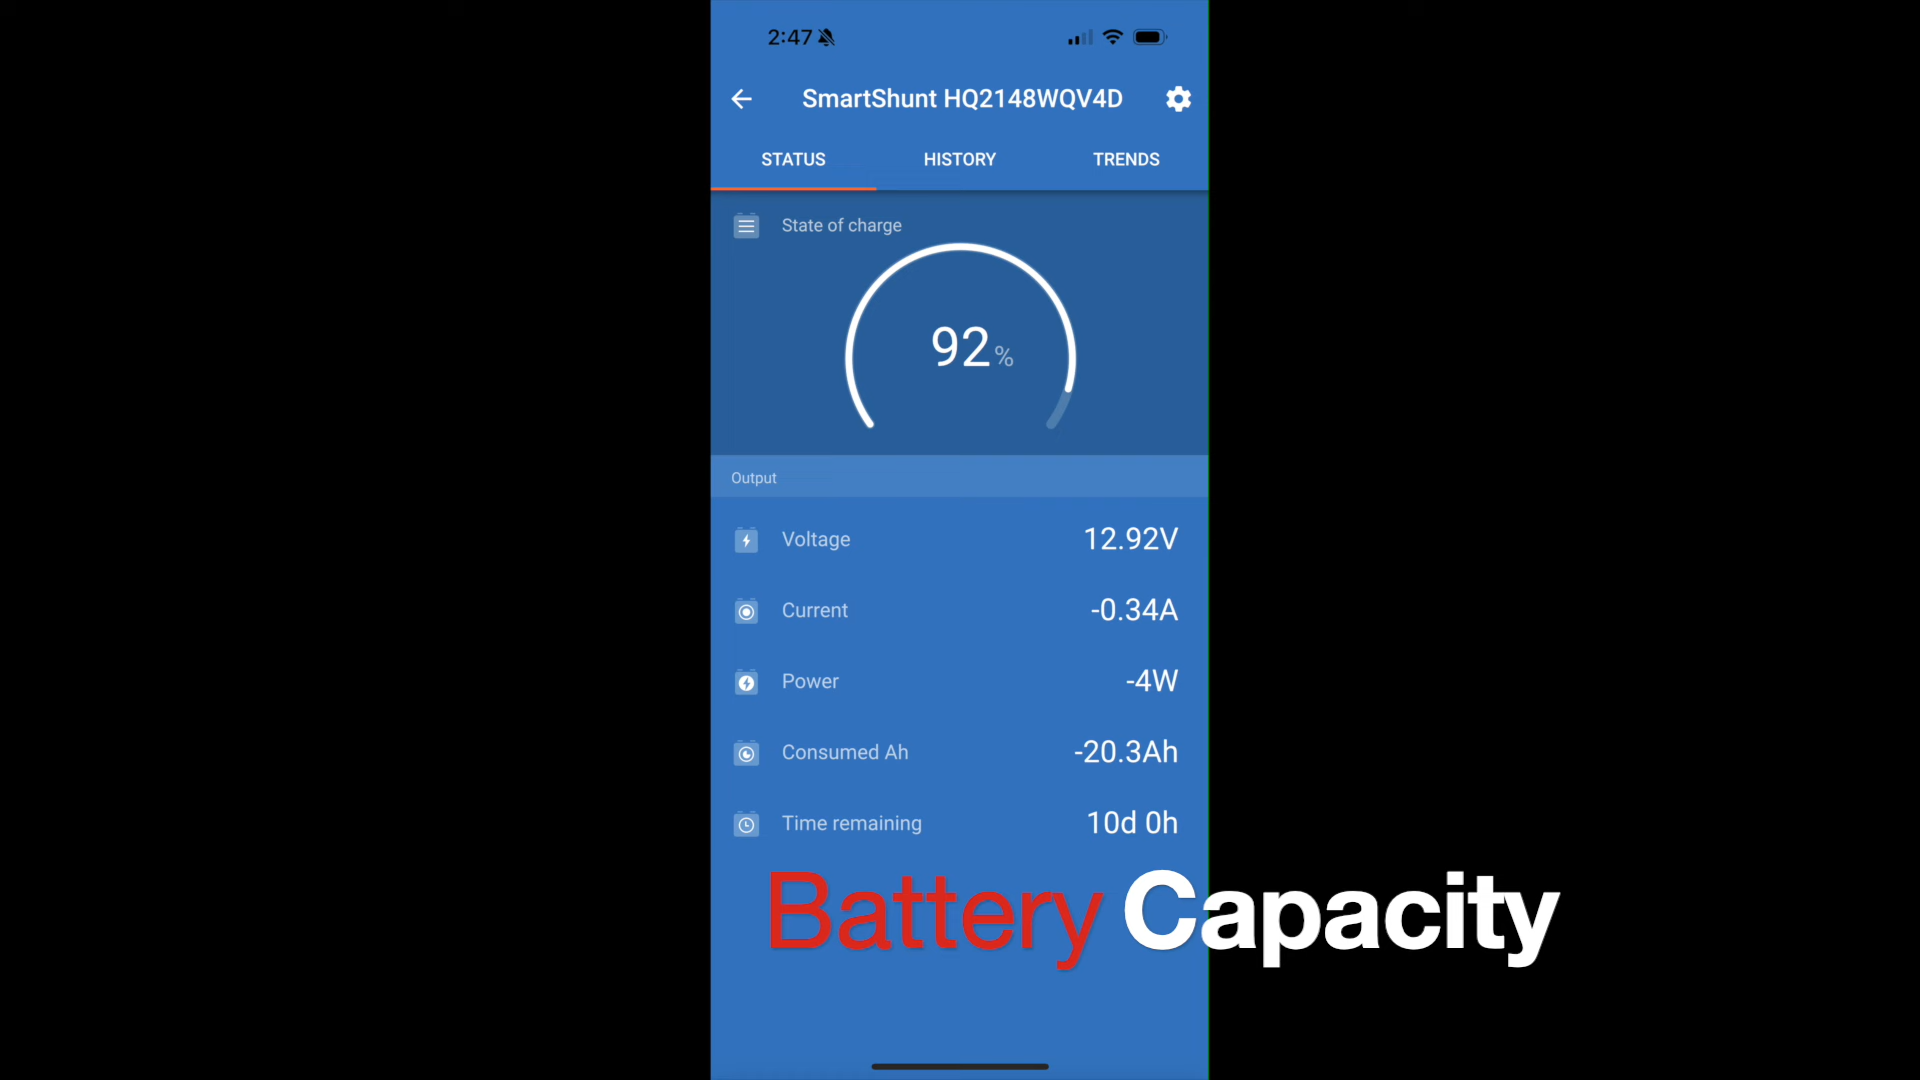 2:47
SmartShunt HQ2148WQV4D
STATUS HISTORY TRENDS
State of charge
92%
Output
Voltage 12.92V
Current -0.34A
Power -4W
Consumed Ah -20.3Ah
Time remaining 10d 0h
Battery Capacity